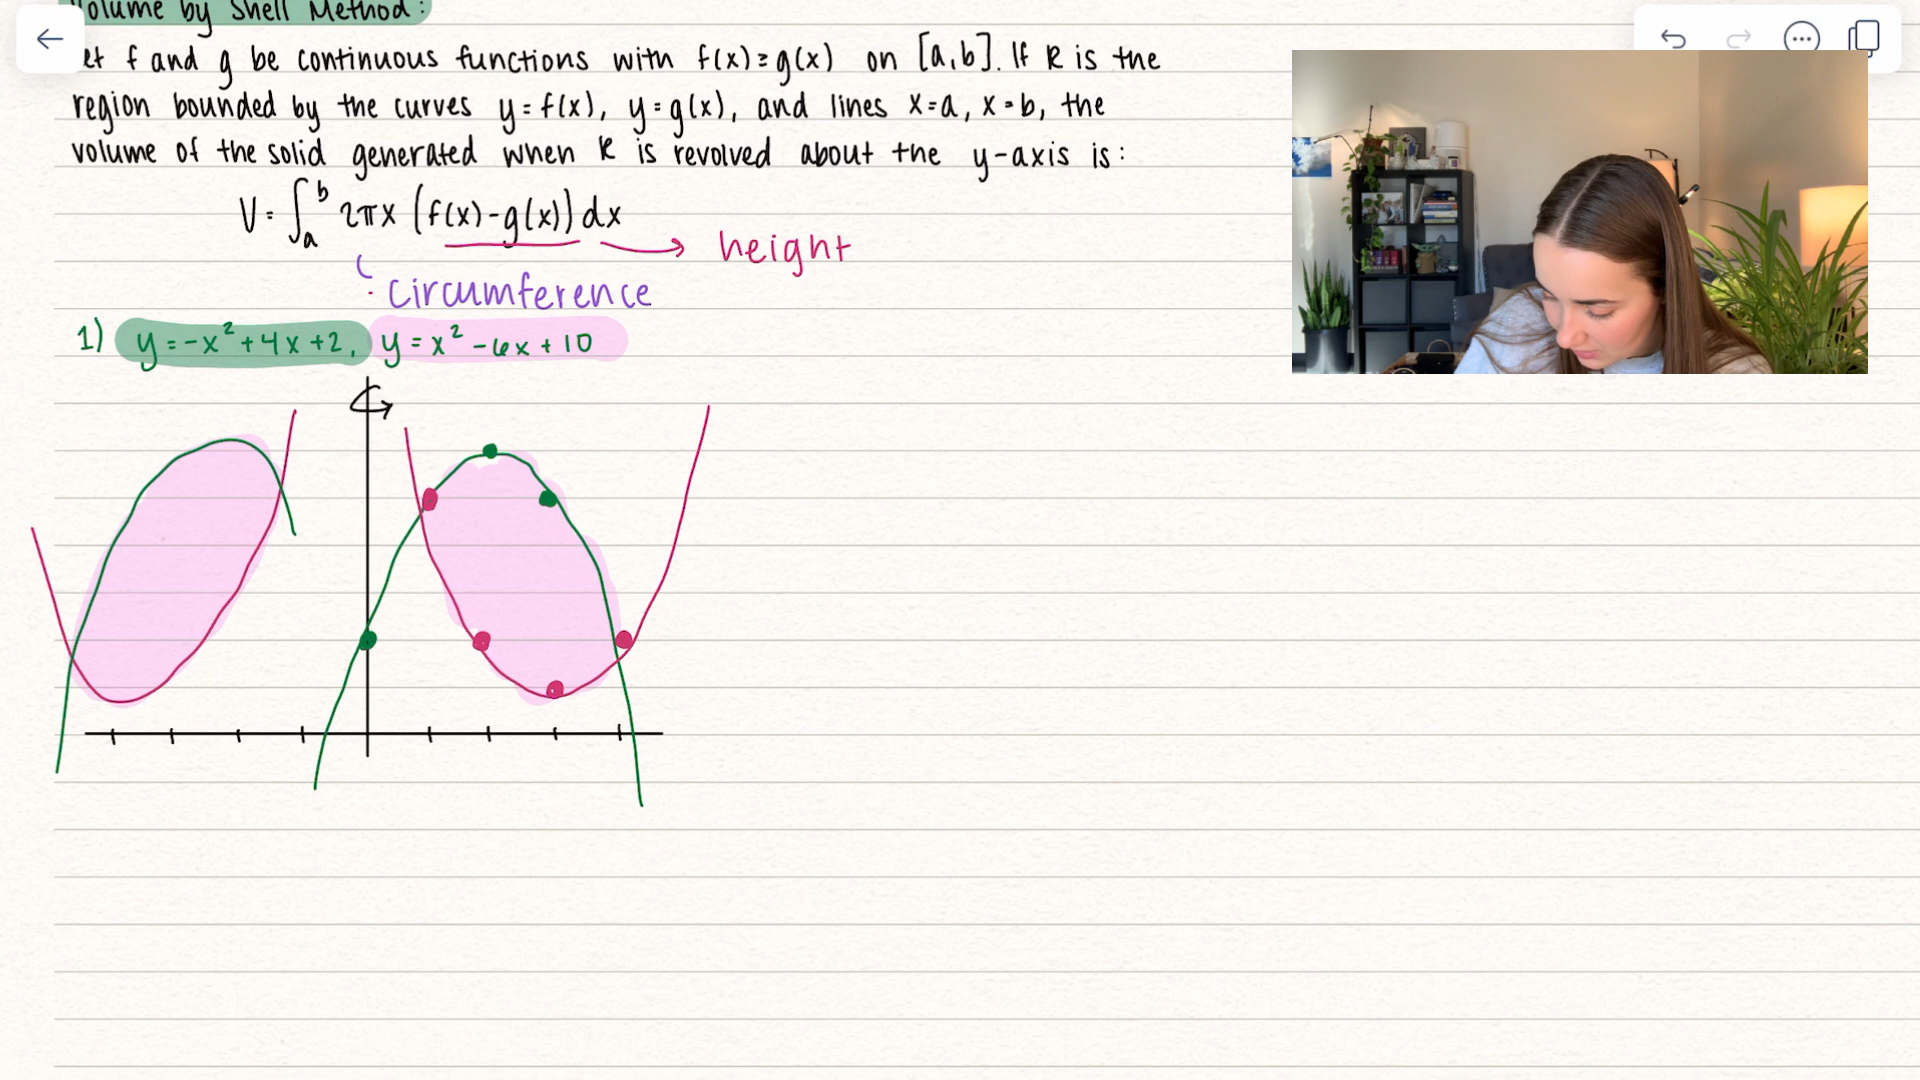 Volume by Shell Method:
et f and g be continuous functions with f(x)≥g(x) on [a,b]. If R is the
region bounded by the curves y=f(x), y=g(x), and lines x=a, x=b, the
volume of the solid generated when R is revolved about the y-axis is:
V=∫_a^b 2πx (f(x)-g(x)) dx
height
circumference
1) y=-x²+4x+2, y=x²-6x+10